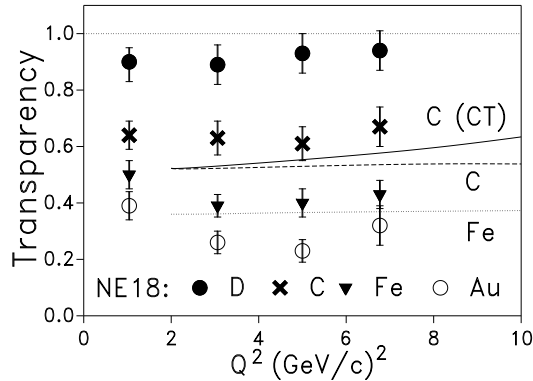 Transparency
1.0
0.8
0.6
0.4
0.2
0.0
C (CT)
C
Fe
NE18: D C Fe Au
0 2 4 6 8 10
Q² (GeV/c)²